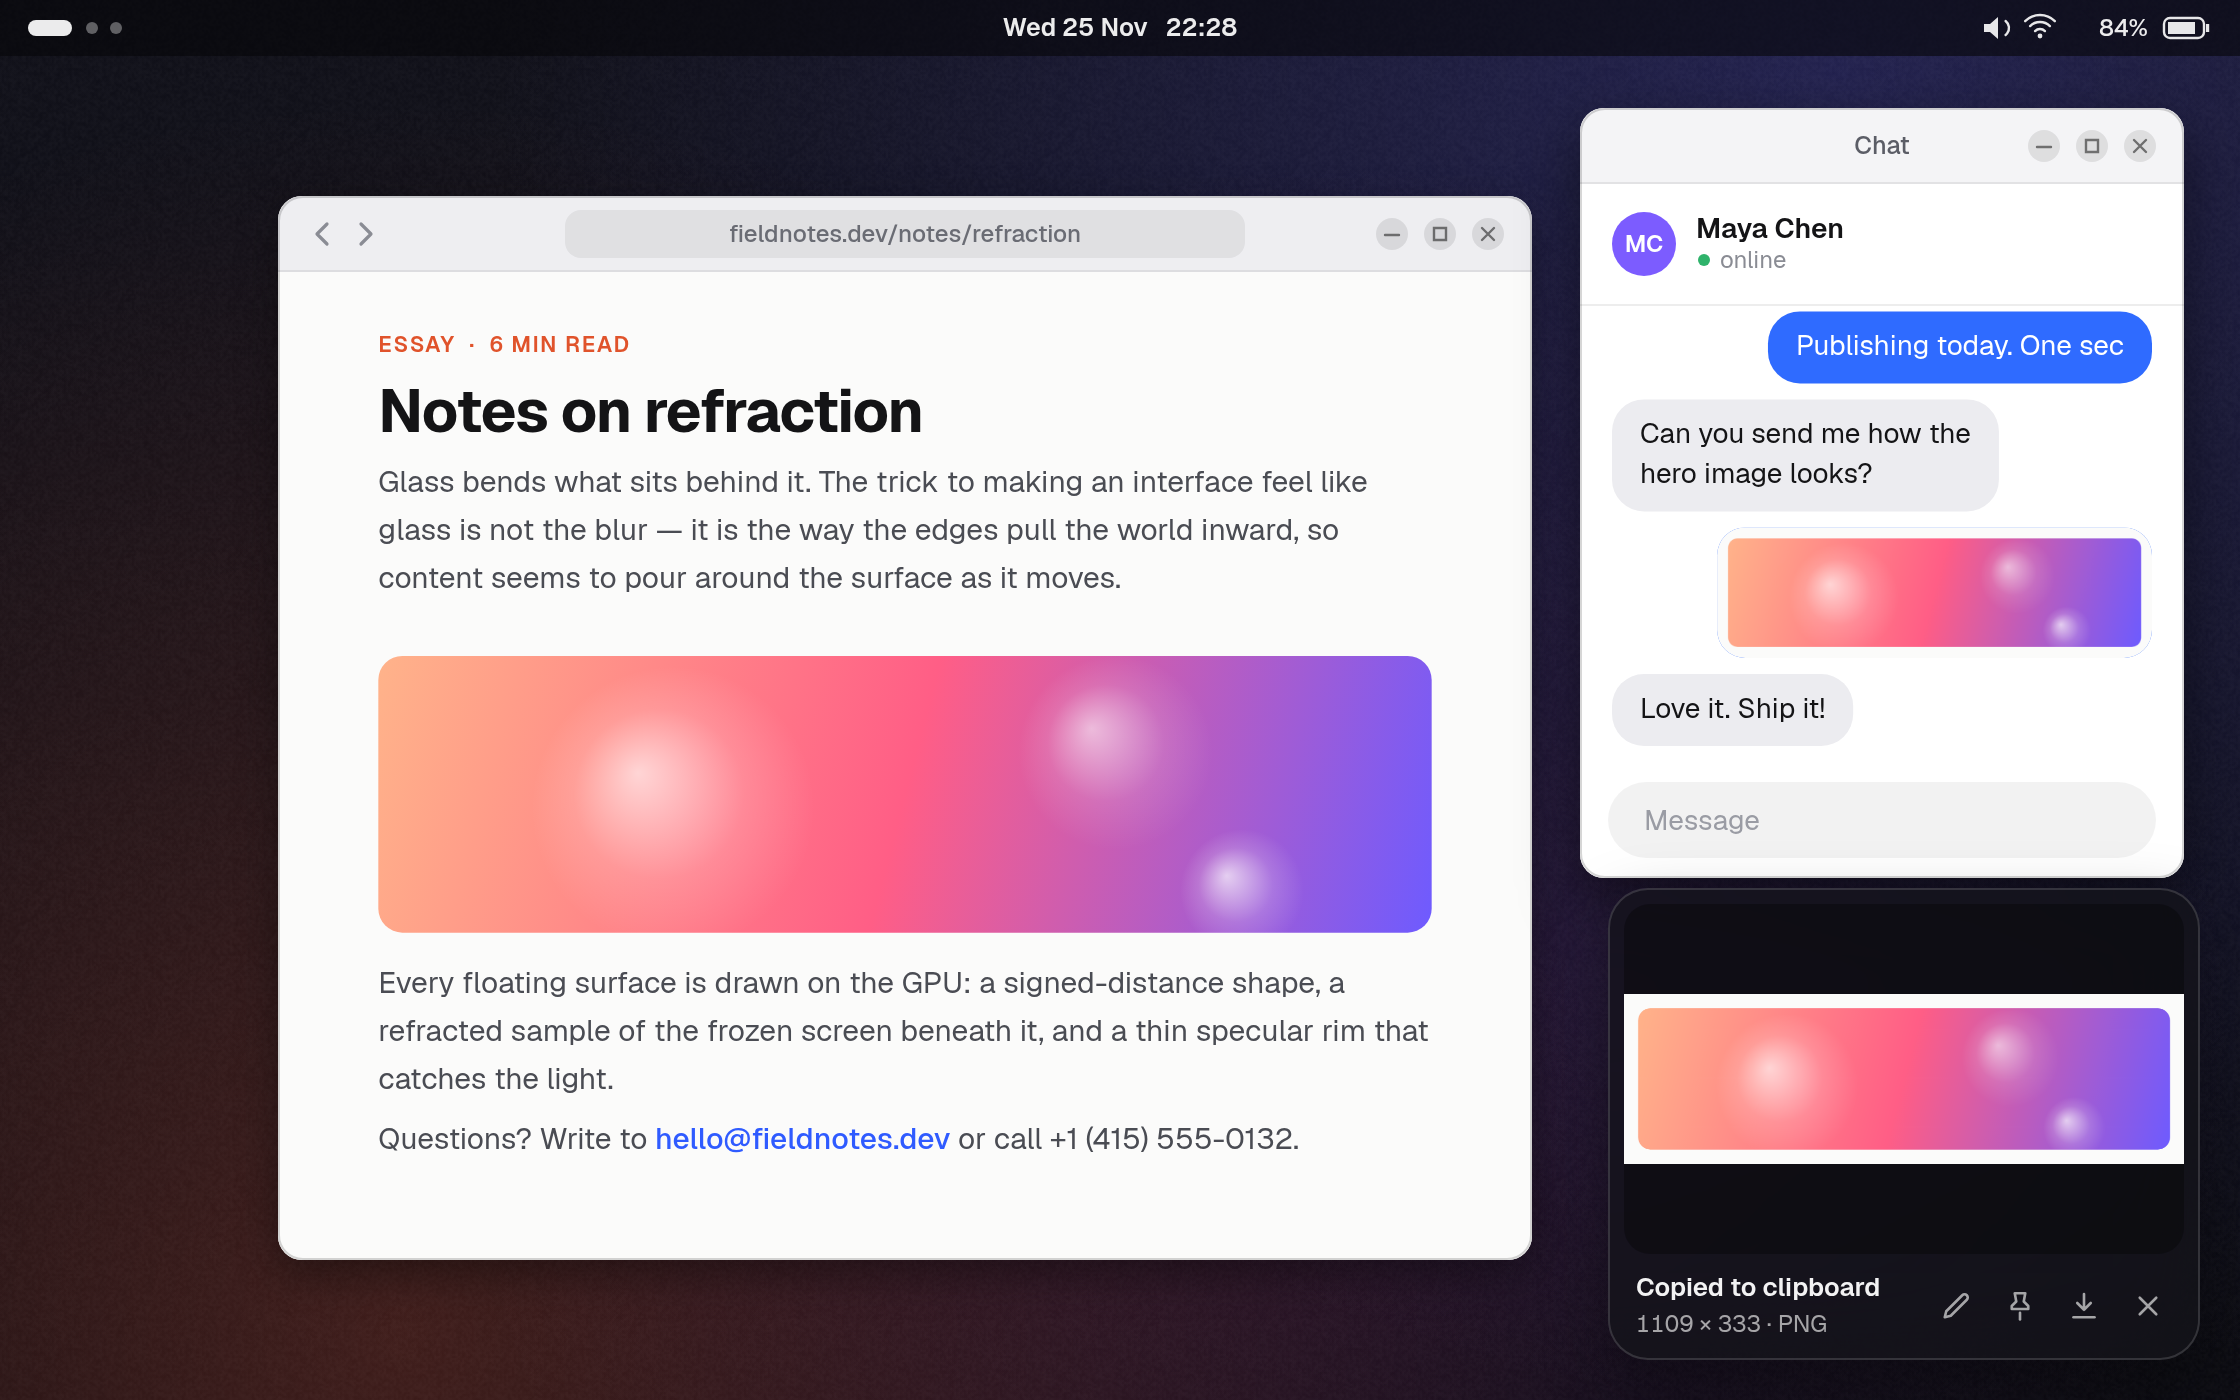 Wed 25 Nov 22:28
84%
fieldnotes.dev/notes/refraction
ESSAY · 6 MIN READ
Notes on refraction
Glass bends what sits behind it. The trick to making an interface feel like
glass is not the blur — it is the way the edges pull the world inward, so
content seems to pour around the surface as it moves.
Every floating surface is drawn on the GPU: a signed-distance shape, a
refracted sample of the frozen screen beneath it, and a thin specular rim that
catches the light.
Questions? Write to hello@fieldnotes.dev or call +1 (415) 555-0132.
Chat
MC
Maya Chen
online
Publishing today. One sec
Can you send me how the
hero image looks?
Love it. Ship it!
Message
Copied to clipboard
1109 × 333 · PNG